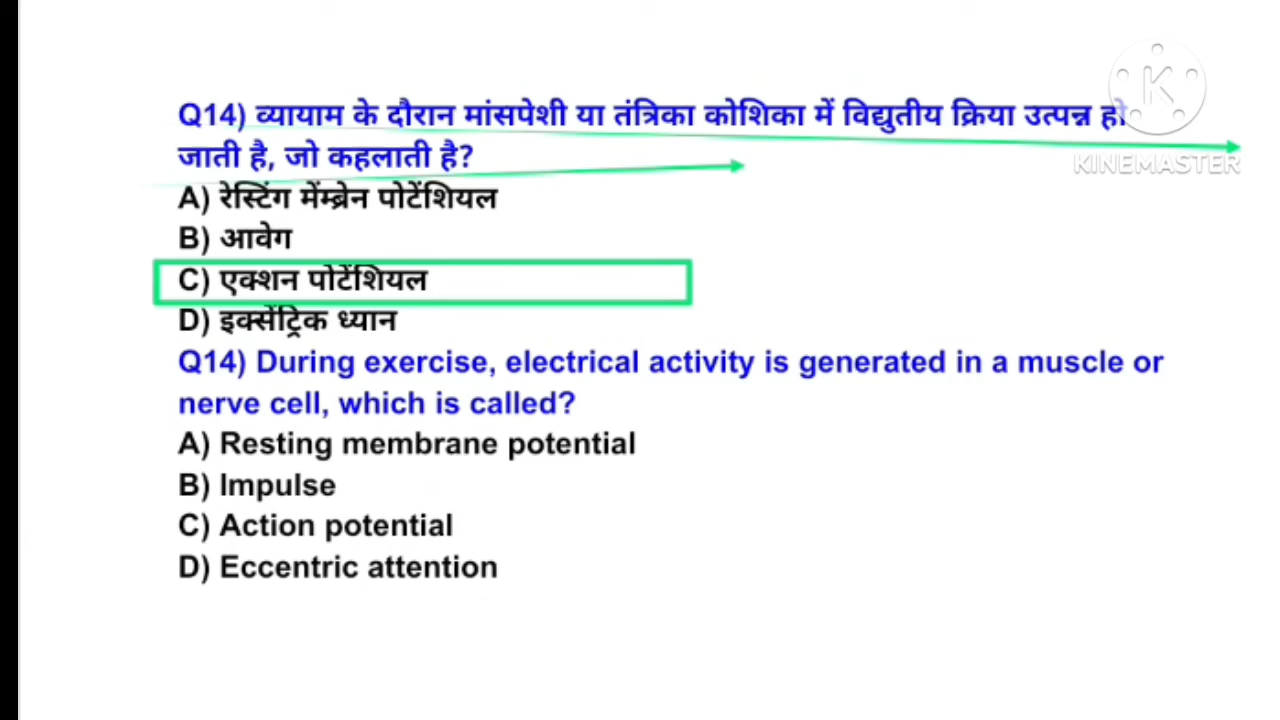 Q14) व्यायाम के दौरान मांसपेशी या तंत्रिका कोशिका में विद्युतीय क्रिया उत्पन्न हो
जाती है, जो कहलाती है?
A) रेस्टिंग मेंम्ब्रेन पोटेंशियल
B) आवेग
C) एक्शन पोटेंशियल
D) इक्सेंट्रिक ध्यान
Q14) During exercise, electrical activity is generated in a muscle or
nerve cell, which is called?
A) Resting membrane potential
B) Impulse
C) Action potential
D) Eccentric attention
K
KINEMASTER